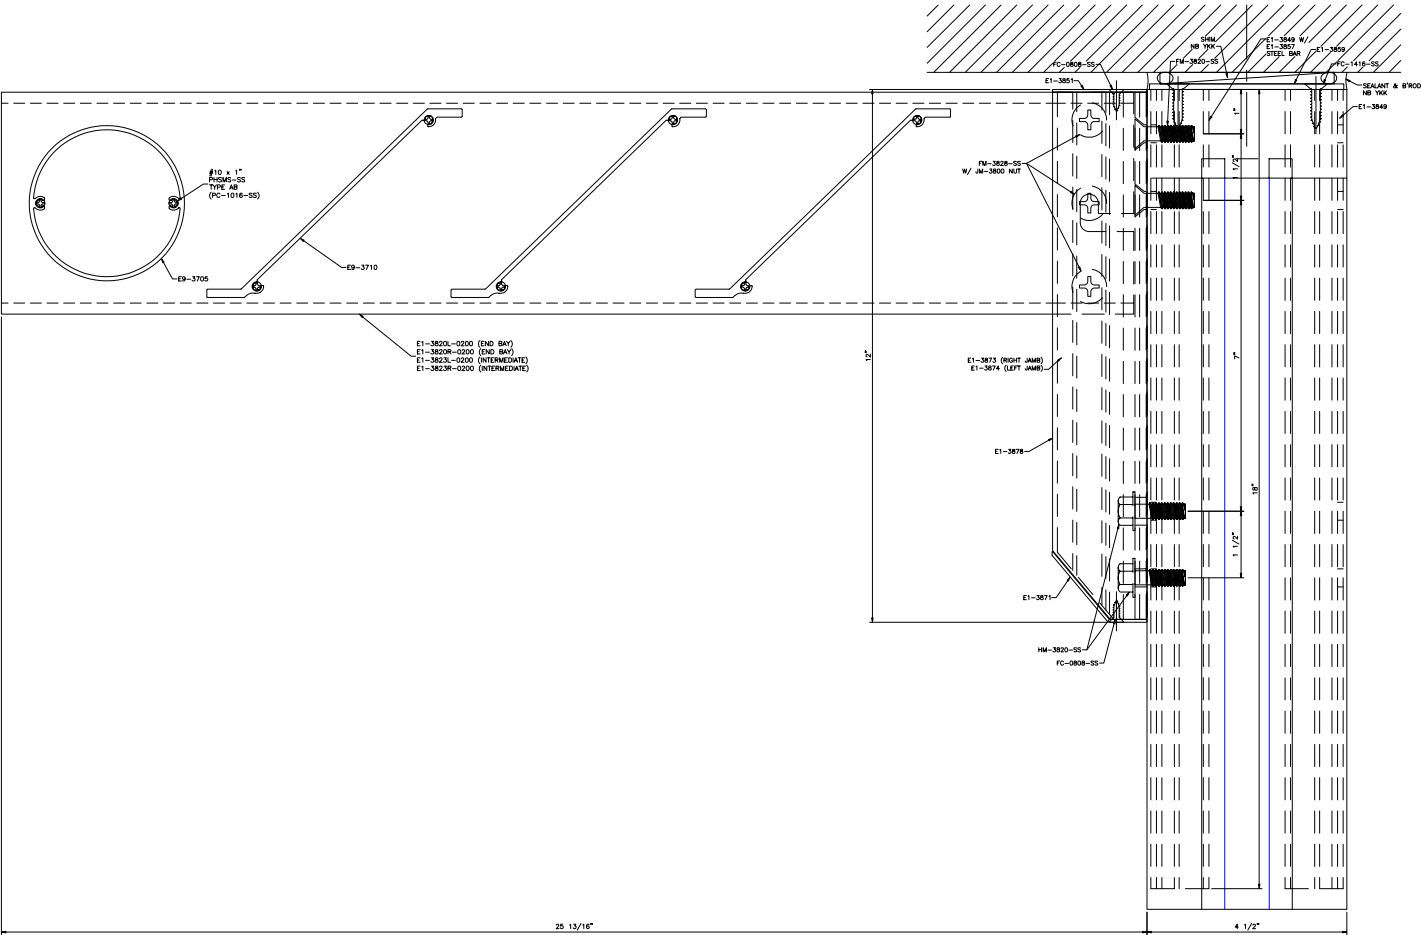 SHIM
NB YKK
E1-3849 W/
E1-3857
STEEL BAR
E1-3859
FC-0808-SS
FM-3820-SS
FC-1416-SS
E1-3851
SEALANT & B'ROD
NB YKK
E1-3849
1"
1 1/2"
#10 x 1"
PHSMS-SS
TYPE AB
(PC-1016-SS)
FM-3828-SS
W/ JM-3800 NUT
E9-3705
E9-3710
E1-3820L-0200 (END BAY)
E1-3820R-0200 (END BAY)
E1-3823L-0200 (INTERMEDIATE)
E1-3823R-0200 (INTERMEDIATE)
12"
E1-3873 (RIGHT JAMB)
E1-3874 (LEFT JAMB)
7"
E1-3878
18"
1 1/2"
E1-3871
HM-3820-SS
FC-0808-SS
25 13/16"
4 1/2"